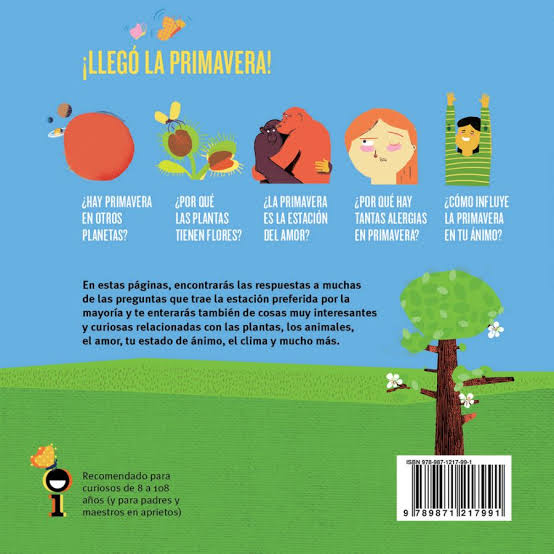 ¡LLEGÓ LA PRIMAVERA!
¿HAY PRIMAVERA
EN OTROS
PLANETAS?
¿POR QUÉ
LAS PLANTAS
TIENEN FLORES?
¿LA PRIMAVERA
ES LA ESTACIÓN
DEL AMOR?
¿POR QUÉ HAY
TANTAS ALERGIAS
EN PRIMAVERA?
¿CÓMO INFLUYE
LA PRIMAVERA
EN TU ÁNIMO?
En estas páginas, encontrarás las respuestas a muchas
de las preguntas que trae la estación preferida por la
mayoría y te enterarás también de cosas muy interesantes
y curiosas relacionadas con las plantas, los animales,
el amor, tu estado de ánimo, el clima y mucho más.
Recomendado para
curiosos de 8 a 108
años (y para padres y
maestros en aprietos)
ISBN 978-987-1217-99-1
9 789871 217991